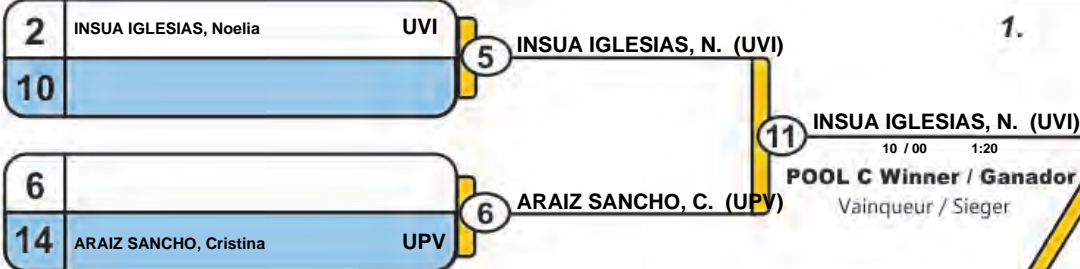 2 INSUA IGLESIAS, Noelia UVI
10
5 INSUA IGLESIAS, N. (UVI)
1.
11 INSUA IGLESIAS, N. (UVI)
10 / 00 1:20
POOL C Winner / Ganador
Vainqueur / Sieger
6
14 ARAIZ SANCHO, Cristina UPV
6 ARAIZ SANCHO, C. (UPV)